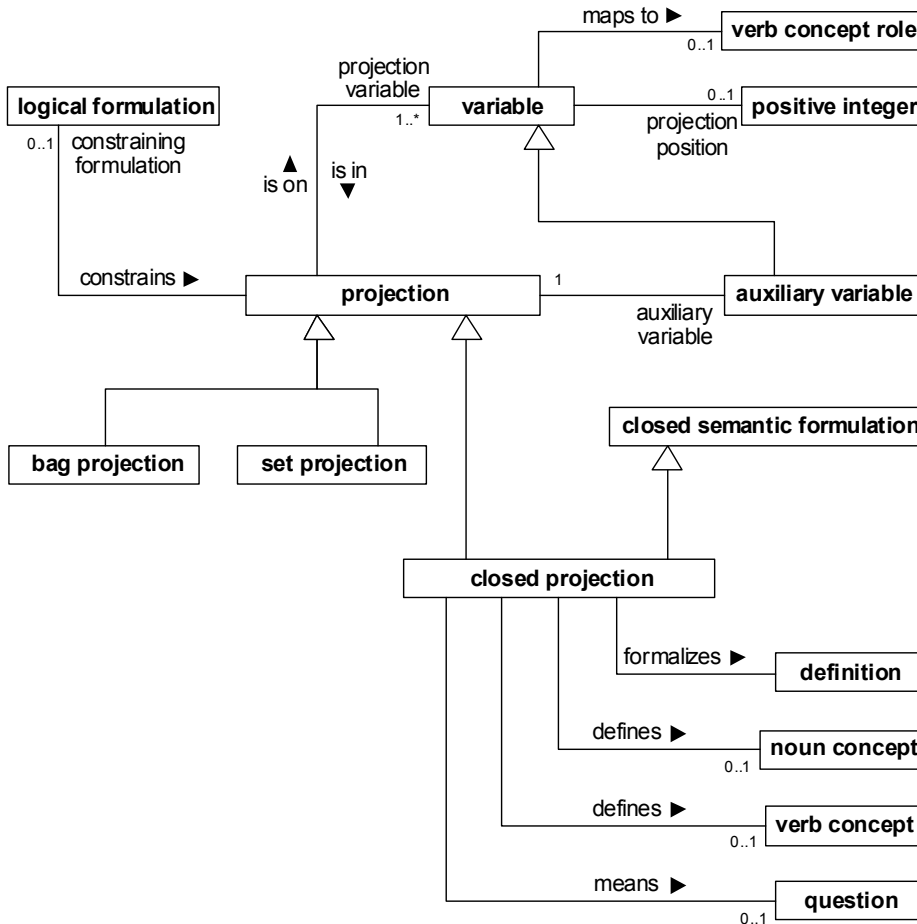 maps to ►
verb concept role
0..1
projection
variable
1..*
variable
0..1
positive integer
projection
position
logical formulation
0..1
constraining
formulation
▲
is on
is in
▼
constrains ►
projection
1
auxiliary variable
auxiliary
variable
closed semantic formulation
bag projection
set projection
closed projection
formalizes ►
definition
defines ►
noun concept
0..1
defines ►
verb concept
0..1
means ►
question
0..1